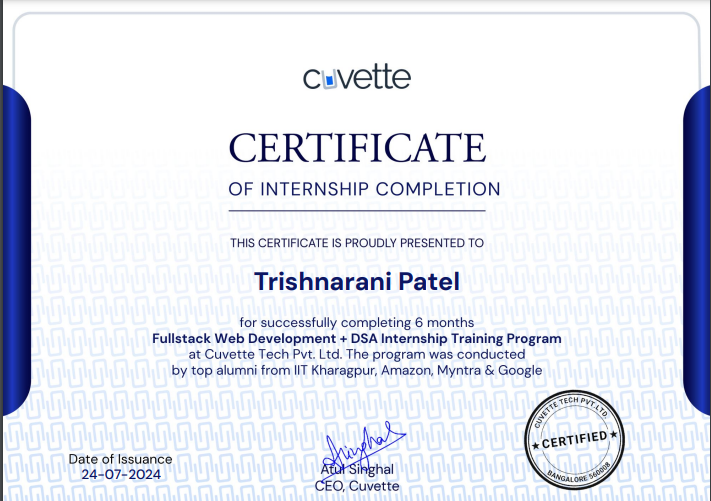 cuvette
CERTIFICATE
OF INTERNSHIP COMPLETION
THIS CERTIFICATE IS PROUDLY PRESENTED TO
Trishnarani Patel
for successfully completing 6 months
Fullstack Web Development + DSA Internship Training Program
at Cuvette Tech Pvt. Ltd. The program was conducted
by top alumni from IIT Kharagpur, Amazon, Myntra & Google
Date of Issuance
24-07-2024
ASinghal
Atul Singhal
CEO, Cuvette
CUVETTE TECH PVT.LTD.
★ CERTIFIED ★
BANGALORE 560008